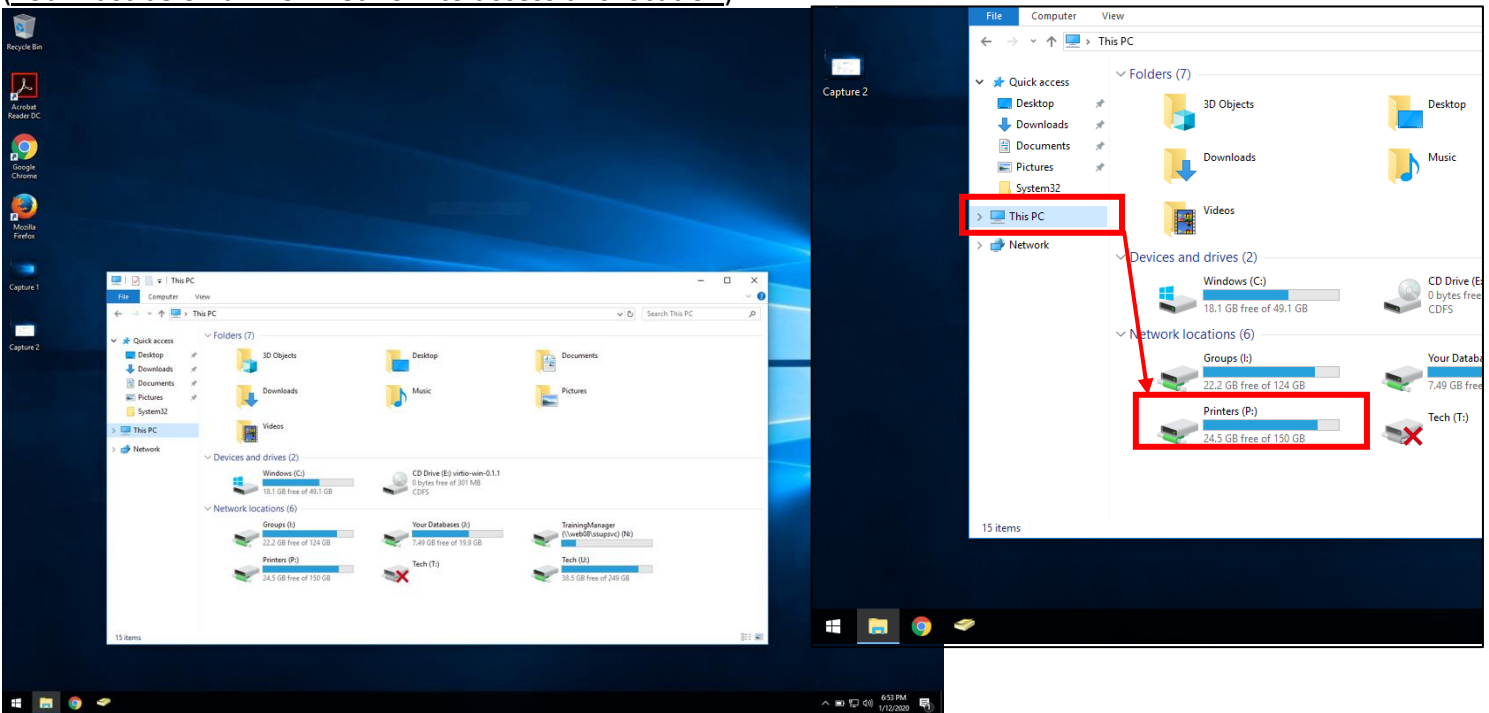 Recycle Bin
Acrobat
Reader DC
Google
Chrome
Mozilla
Firefox
Capture 1
Capture 2
This PC
File Computer View
This PC
Search This PC
Quick access
Desktop
Downloads
Documents
Pictures
System32
This PC
Network
Folders (7)
3D Objects
Desktop
Documents
Downloads
Music
Pictures
Videos
Devices and drives (2)
Windows (C:)
18.1 GB free of 49.1 GB
CD Drive (E:) virtio-win-0.1.1
0 bytes free of 301 MB
CDFS
Network locations (6)
Groups (I:)
22.2 GB free of 124 GB
Your Databases (J:)
7.49 GB free of 19.9 GB
TrainingManager
(\\web08\ssupsvc) (N:)
Printers (P:)
24.5 GB free of 150 GB
Tech (T:)
Tech (U:)
38.5 GB free of 249 GB
15 items
6:53 PM
1/12/2020
Capture 2
File Computer View
This PC
Quick access
Desktop
Downloads
Documents
Pictures
System32
This PC
Network
Folders (7)
3D Objects
Desktop
Downloads
Music
Videos
Devices and drives (2)
Windows (C:)
18.1 GB free of 49.1 GB
CD Drive (E:
0 bytes free
CDFS
Network locations (6)
Groups (I:)
22.2 GB free of 124 GB
Your Databa
7.49 GB free
Printers (P:)
24.5 GB free of 150 GB
Tech (T:)
15 items